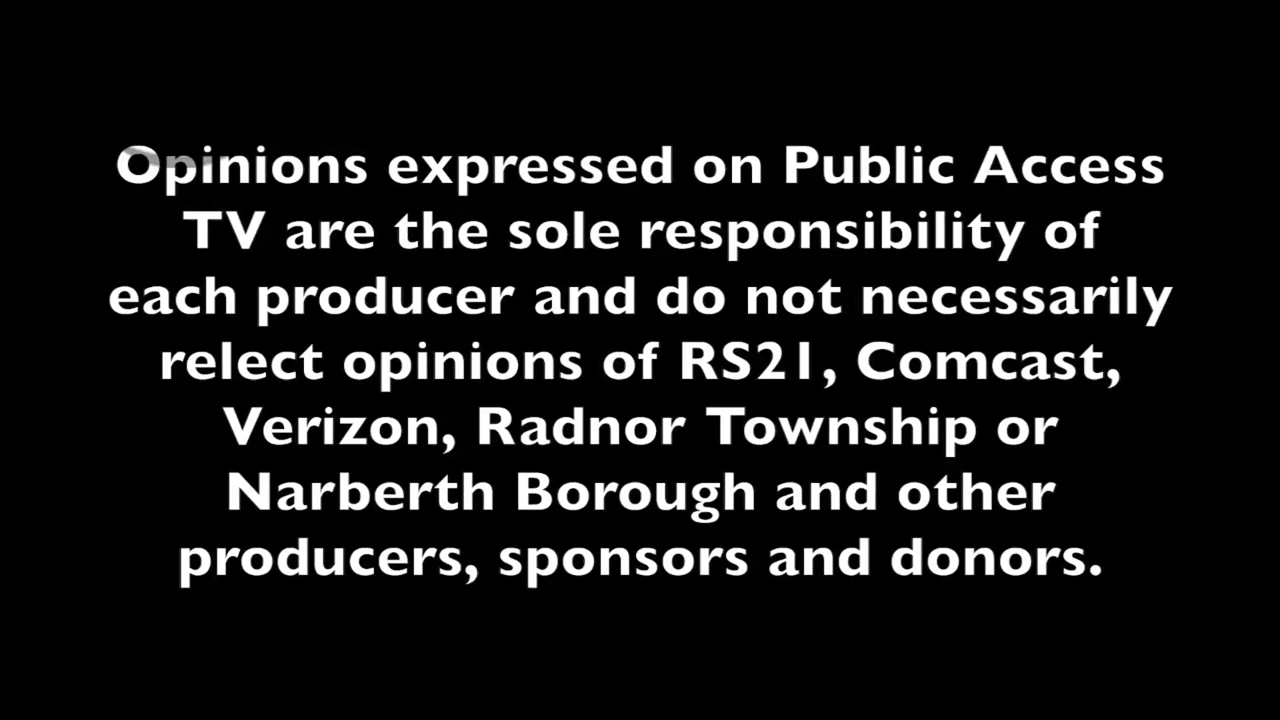 Opinions expressed on Public Access
TV are the sole responsibility of
each producer and do not necessarily
relect opinions of RS21, Comcast,
Verizon, Radnor Township or
Narberth Borough and other
producers, sponsors and donors.